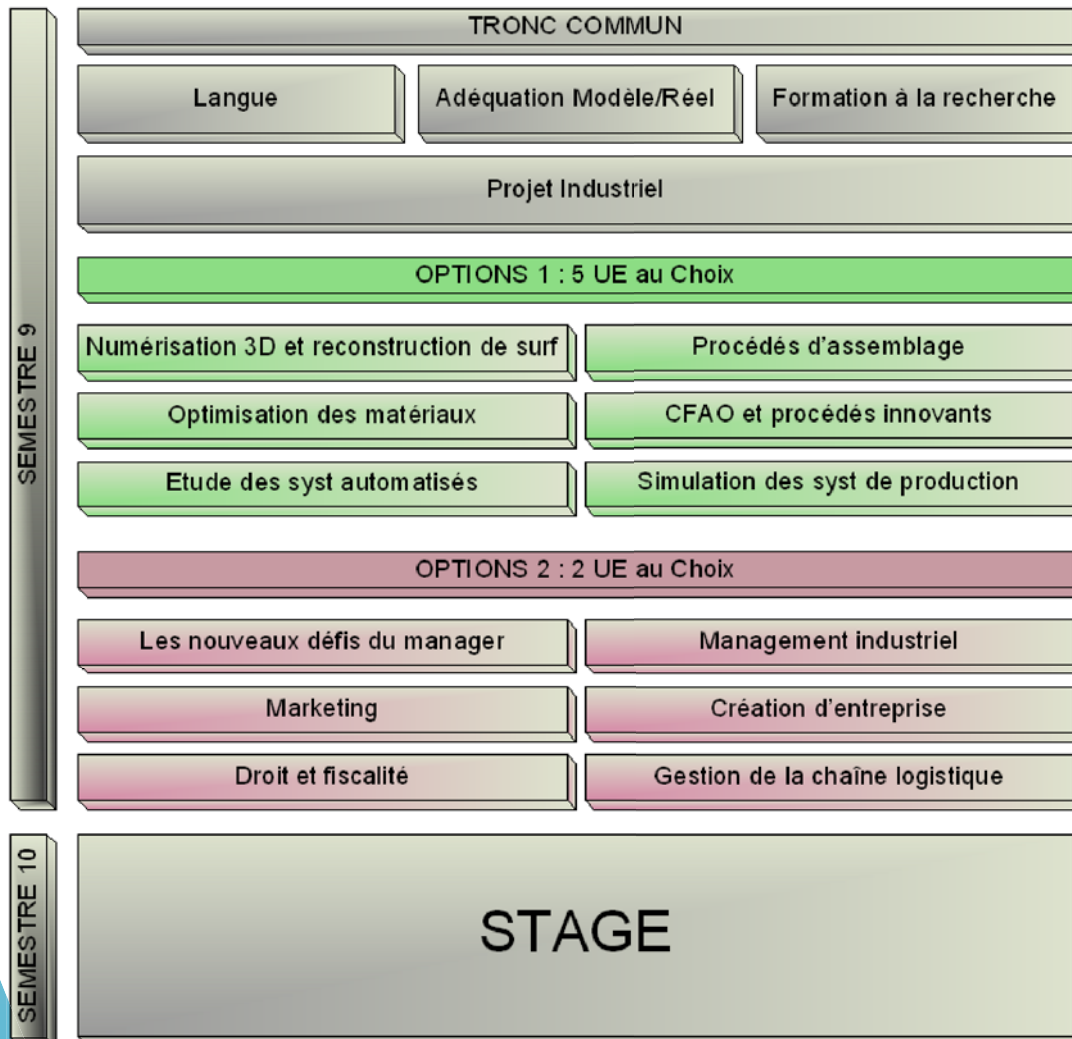 SEMESTRE 9
TRONC COMMUN
Langue
Adéquation Modèle/Réel
Formation à la recherche
Projet Industriel
OPTIONS 1 : 5 UE au Choix
Numérisation 3D et reconstruction de surf
Procédés d'assemblage
Optimisation des matériaux
CFAO et procédés innovants
Etude des syst automatisés
Simulation des syst de production
OPTIONS 2 : 2 UE au Choix
Les nouveaux défis du manager
Management industriel
Marketing
Création d'entreprise
Droit et fiscalité
Gestion de la chaîne logistique
SEMESTRE 10
STAGE